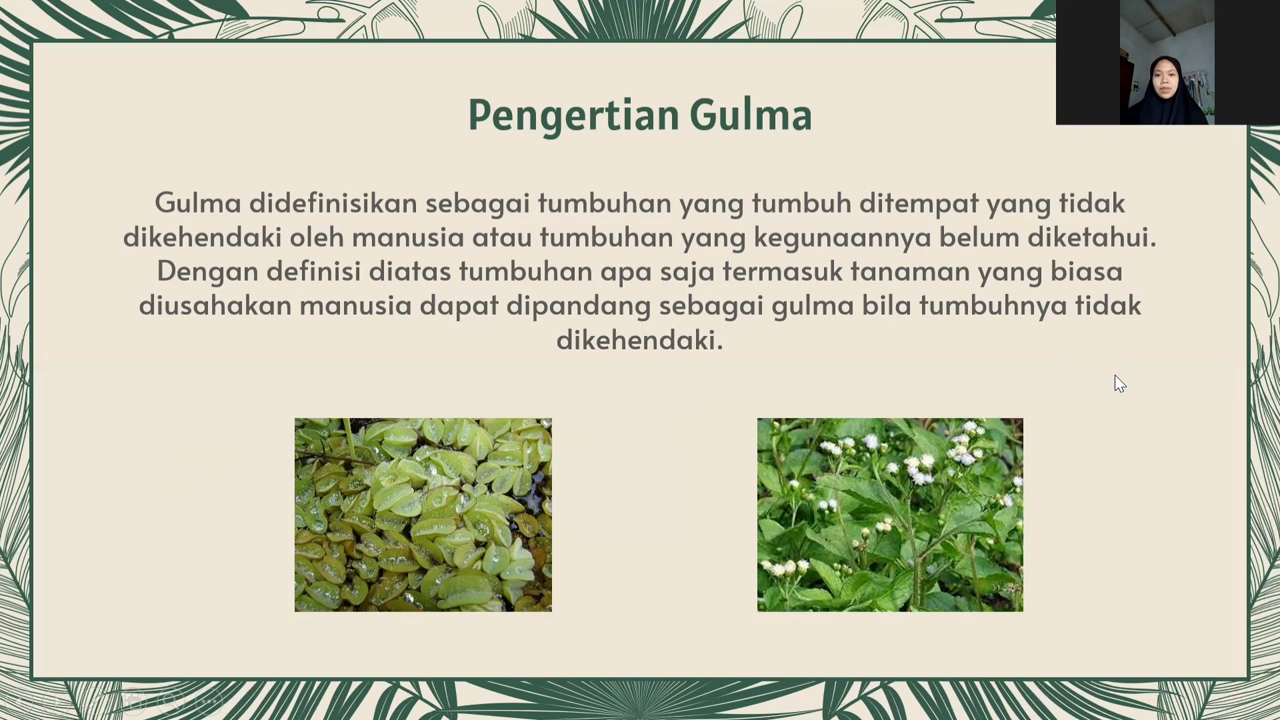 Pengertian Gulma
Gulma didefinisikan sebagai tumbuhan yang tumbuh ditempat yang tidak
dikehendaki oleh manusia atau tumbuhan yang kegunaannya belum diketahui.
Dengan definisi diatas tumbuhan apa saja termasuk tanaman yang biasa
diusahakan manusia dapat dipandang sebagai gulma bila tumbuhnya tidak
dikehendaki.